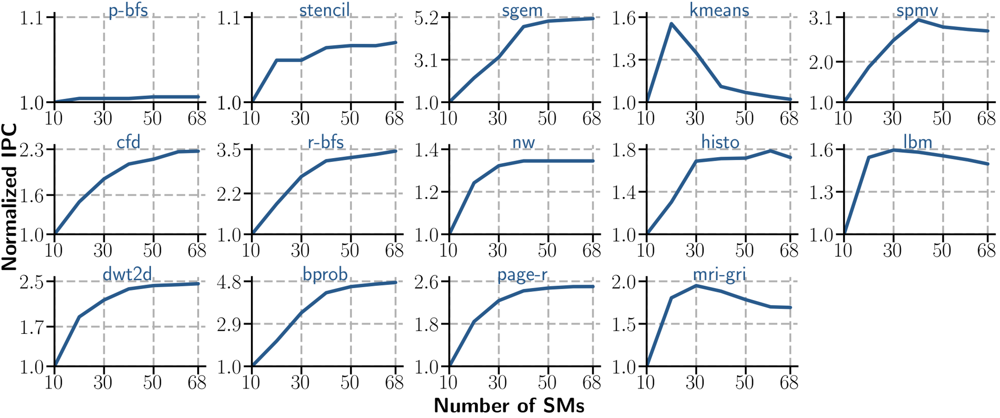 Normalized IPC
p-bfs
1.1
1.0
10 30 50 68
stencil
1.1
1.0
10 30 50 68
sgem
5.2
3.1
1.0
10 30 50 68
kmeans
1.6
1.3
1.0
10 30 50 68
spmv
3.1
2.0
1.0
10 30 50 68
cfd
2.3
1.6
1.0
10 30 50 68
r-bfs
3.5
2.2
1.0
10 30 50 68
nw
1.4
1.2
1.0
10 30 50 68
histo
1.8
1.4
1.0
10 30 50 68
lbm
1.6
1.3
1.0
10 30 50 68
dwt2d
2.5
1.7
1.0
10 30 50 68
bprob
4.8
2.9
1.0
10 30 50 68
page-r
2.6
1.8
1.0
10 30 50 68
mri-gri
2.0
1.5
1.0
10 30 50 68
Number of SMs